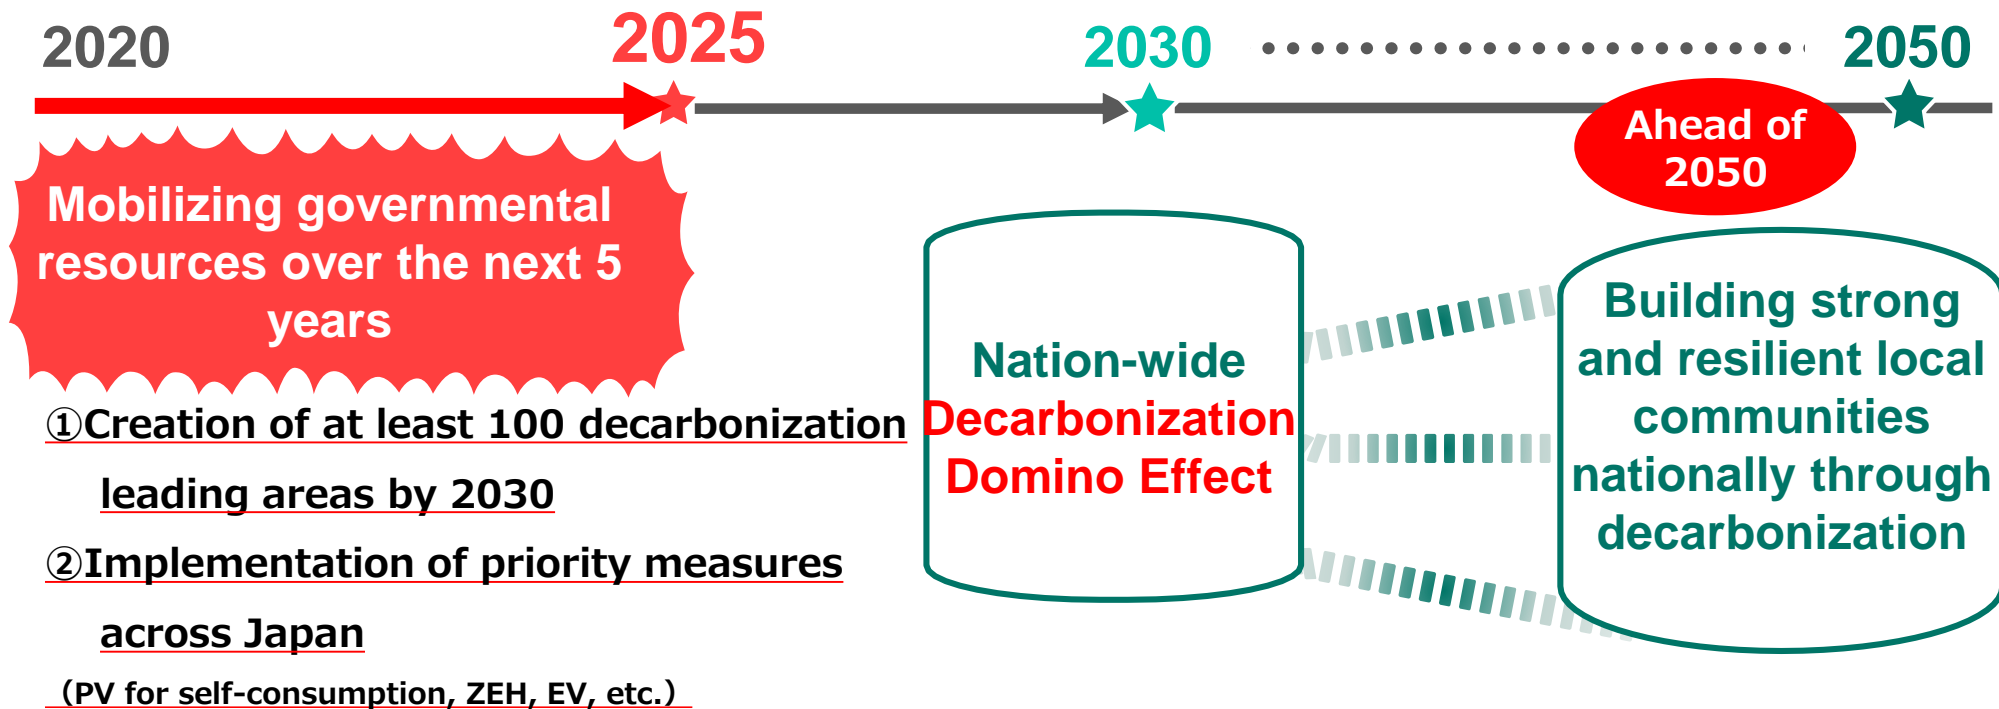 2020
2025
2030
2050
Ahead of
2050
Mobilizing governmental
resources over the next 5
years
①Creation of at least 100 decarbonization
leading areas by 2030
②Implementation of priority measures
across Japan
（PV for self-consumption, ZEH, EV, etc.）
Nation-wide
Decarbonization
Domino Effect
Building strong
and resilient local
communities
nationally through
decarbonization